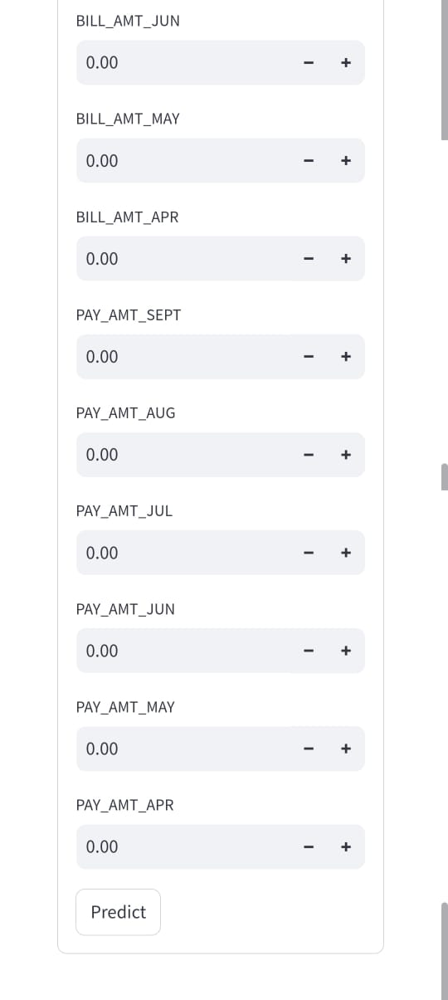 BILL_AMT_JUN
0.00
BILL_AMT_MAY
0.00
BILL_AMT_APR
0.00
PAY_AMT_SEPT
0.00
PAY_AMT_AUG
0.00
PAY_AMT_JUL
0.00
PAY_AMT_JUN
0.00
PAY_AMT_MAY
0.00
PAY_AMT_APR
0.00
Predict